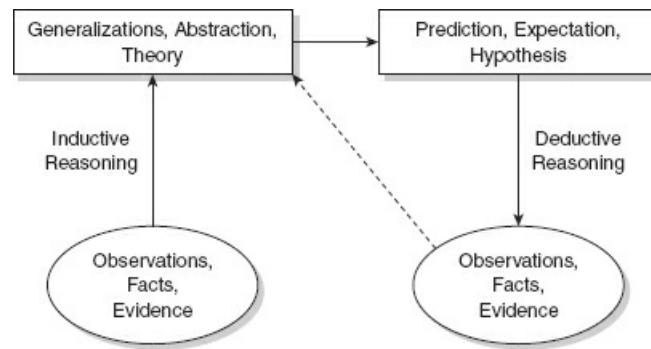 Generalizations, Abstraction,
Theory
Prediction, Expectation,
Hypothesis
Inductive
Reasoning
Deductive
Reasoning
Observations,
Facts,
Evidence
Observations,
Facts,
Evidence